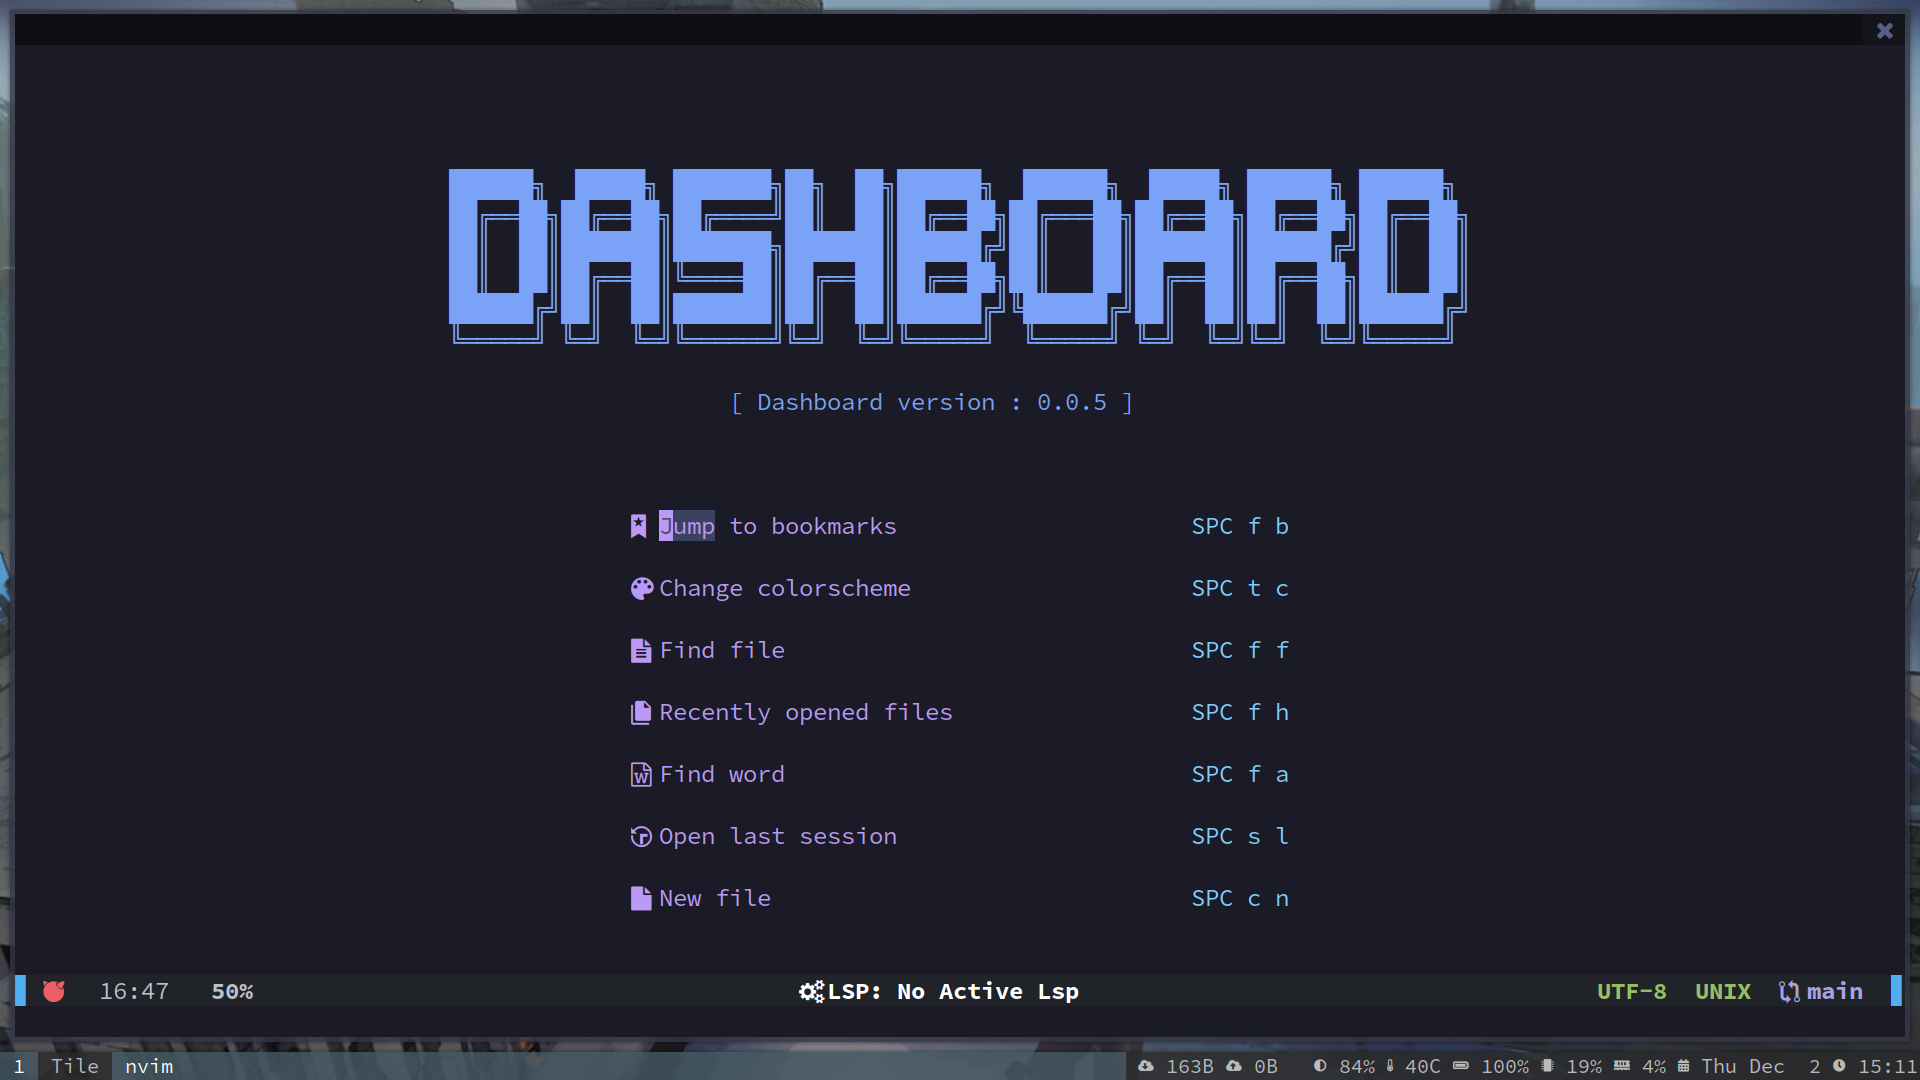 DASHBOARD
[ Dashboard version : 0.0.5 ]
Jump to bookmarks SPC f b
Change colorscheme SPC t c
Find file SPC f f
Recently opened files SPC f h
Find word SPC f a
Open last session SPC s l
New file SPC c n
16:47 50% LSP: No Active Lsp UTF-8 UNIX main
1 Tile nvim 163B 0B 84% 40C 100% 19% 4% Thu Dec 2 15:11